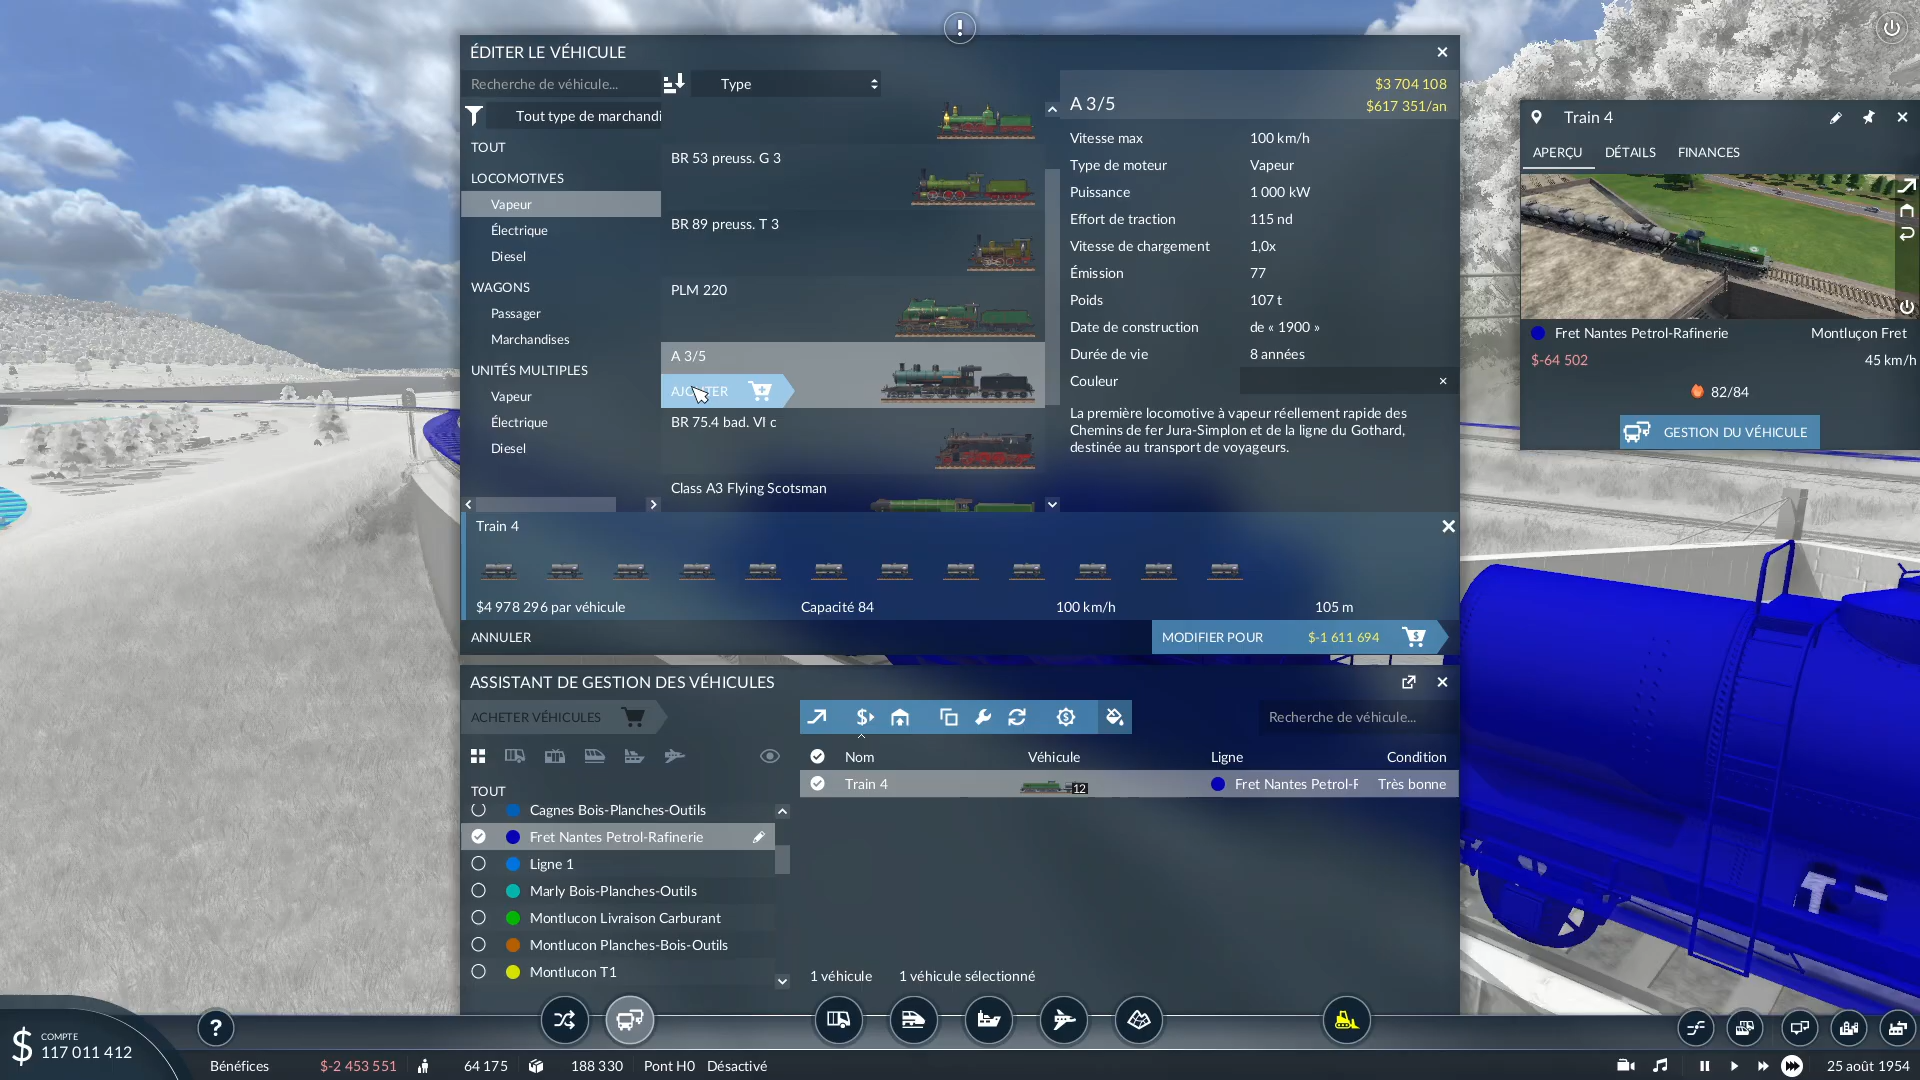 ÉDITER LE VÉHICULE
Recherche de véhicule...
Type
Tout type de marchandi
TOUT
LOCOMOTIVES
Vapeur
Électrique
Diesel
WAGONS
Passager
Marchandises
UNITÉS MULTIPLES
Vapeur
Électrique
Diesel
BR 53 preuss. G 3
BR 89 preuss. T 3
PLM 220
A 3/5
BR 75.4 bad. VI c
Class A3 Flying Scotsman
$3 704 108
A 3/5
$617 351/an
Vitesse max 100 km/h
Type de moteur Vapeur
Puissance 1 000 kW
Effort de traction 115 nd
Vitesse de chargement 1,0x
Émission 77
Poids 107 t
Date de construction de « 1900 »
Durée de vie 8 années
Couleur
La première locomotive à vapeur réellement rapide des
Chemins de fer Jura-Simplon et de la ligne du Gothard,
destinée au transport de voyageurs.
Train 4
$4 978 296 par véhicule Capacité 84 100 km/h 105 m
ANNULER
MODIFIER POUR $-1 611 694
Train 4
APERÇU DÉTAILS FINANCES
Fret Nantes Petrol-Rafinerie Montluçon Fret
$-64 502 45 km/h
82/84
GESTION DU VÉHICULE
ASSISTANT DE GESTION DES VÉHICULES
ACHETER VÉHICULES
Recherche de véhicule...
TOUT
Cagnes Bois-Planches-Outils
Fret Nantes Petrol-Rafinerie
Ligne 1
Marly Bois-Planches-Outils
Montlucon Livraison Carburant
Montlucon Planches-Bois-Outils
Montlucon T1
Nom Véhicule Ligne Condition
Train 4 12 Fret Nantes Petrol-F Très bonne
1 véhicule 1 véhicule sélectionné
?
$ COMPTE
117 011 412
Bénéfices $-2 453 551 64 175 188 330 Pont H0 Désactivé
25 août 1954